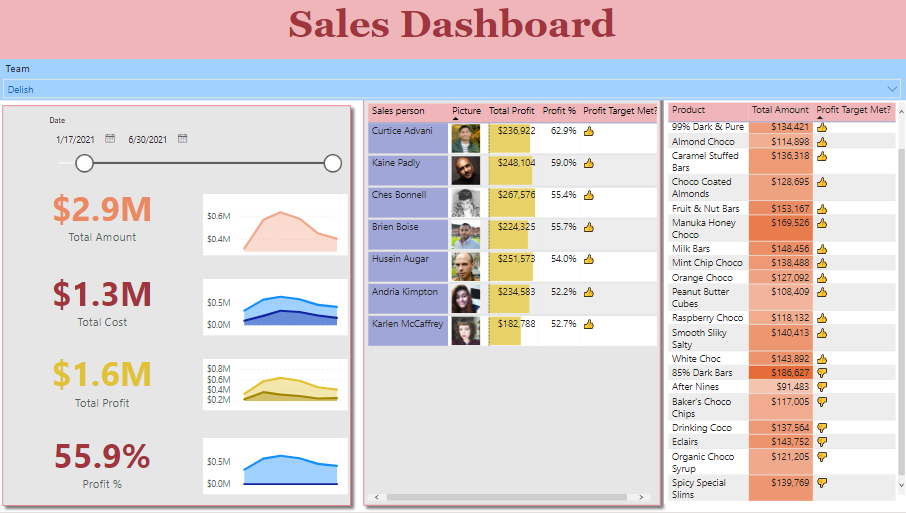 Sales Dashboard
Team
Delish
Date
1/17/2021 6/30/2021
$2.9M
Total Amount
$0.6M
$0.4M
$1.3M
Total Cost
$0.5M
$0.0M
$1.6M
Total Profit
$0.8M
$0.6M
$0.4M
$0.2M
55.9%
Profit %
$0.5M
$0.0M
Sales person Picture Total Profit Profit % Profit Target Met?
Curtice Advani $236,922 62.9%
Kaine Padly $248,104 59.0%
Ches Bonnell $267,576 55.4%
Brien Boise $224,325 55.7%
Husein Augar $251,573 54.0%
Andria Kimpton $234,583 52.2%
Karlen McCaffrey $182,788 52.7%
Product Total Amount Profit Target Met?
99% Dark & Pure $134,421
Almond Choco $114,898
Caramel Stuffed $136,318
Bars
Choco Coated $128,695
Almonds
Fruit & Nut Bars $153,167
Manuka Honey $169,526
Choco
Milk Bars $148,456
Mint Chip Choco $138,488
Orange Choco $127,092
Peanut Butter $108,409
Cubes
Raspberry Choco $118,132
Smooth Sliky $140,413
Salty
White Choc $143,892
85% Dark Bars $186,627
After Nines $91,483
Baker's Choco $117,005
Chips
Drinking Coco $137,564
Eclairs $143,752
Organic Choco $121,205
Syrup
Spicy Special $139,769
Slims